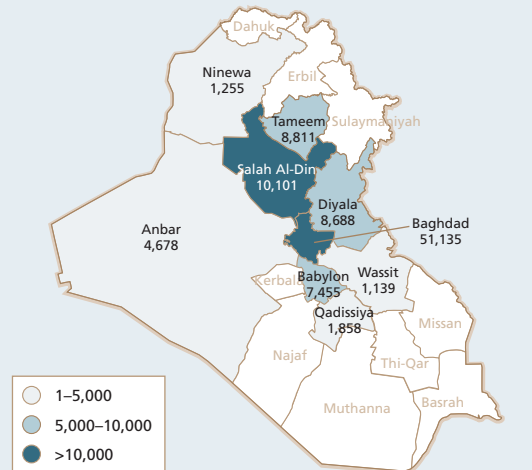 Dahuk
Ninewa
1,255
Erbil
Tameem
8,811
Sulaymaniyah
Salah Al-Din
10,101
Diyala
8,688
Anbar
4,678
Baghdad
51,135
Kerbala
Babylon
7,455
Wassit
1,139
Qadissiya
1,858
Missan
Najaf
Thi-Qar
Muthanna
Basrah
1–5,000
5,000–10,000
>10,000